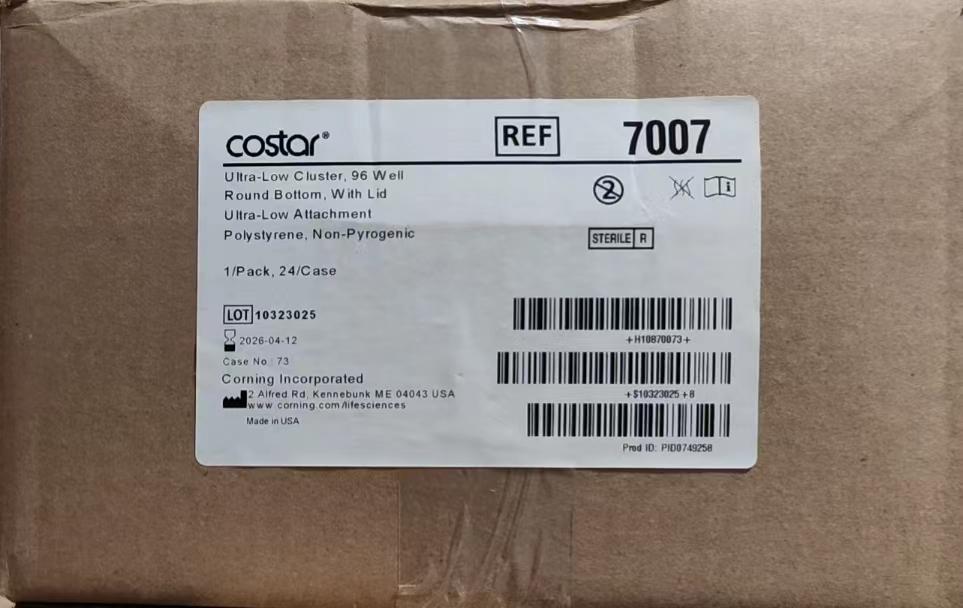 costar®
REF 7007
Ultra-Low Cluster, 96 Well
Round Bottom, With Lid
Ultra-Low Attachment
Polystyrene, Non-Pyrogenic
2
i
STERILE R
1/Pack, 24/Case
LOT 10323025
2026-04-12
Case No : 73
Corning Incorporated
2 Alfred Rd, Kennebunk ME 04043 USA
www.corning.com/lifesciences
Made in USA
+H10870073+
+$10323025+8
Prod ID: PID0749258